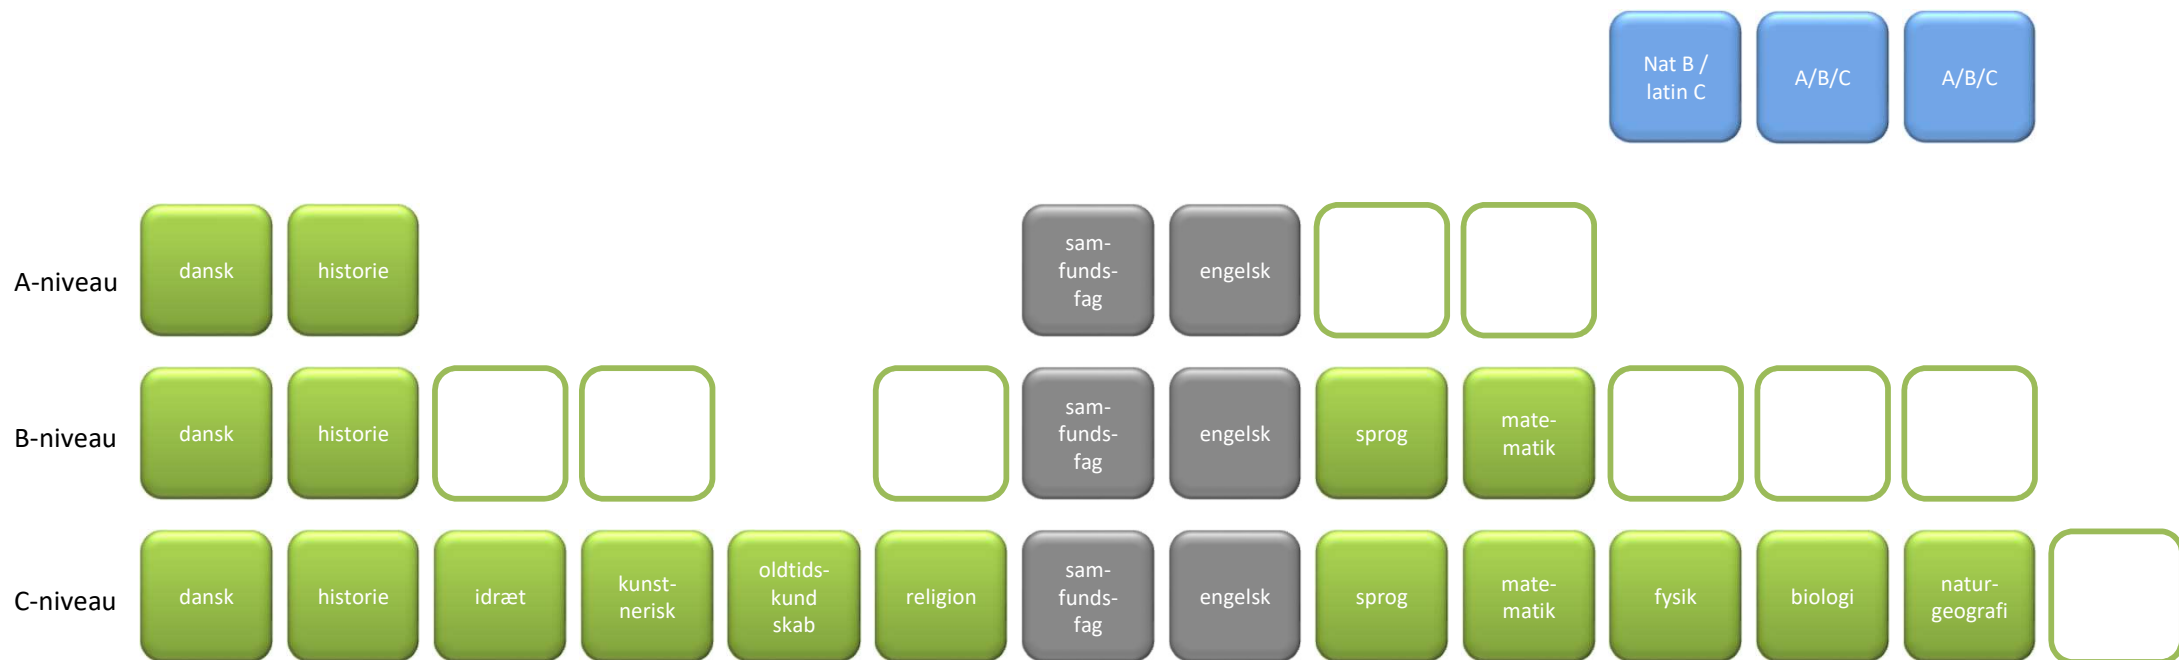 Nat B /
latin C
A/B/C
A/B/C
A-niveau
dansk
historie
sam-
funds-
fag
engelsk
B-niveau
dansk
historie
sam-
funds-
fag
engelsk
sprog
mate-
matik
C-niveau
dansk
historie
idræt
kunst-
nerisk
oldtids-
kund
skab
religion
sam-
funds-
fag
engelsk
sprog
mate-
matik
fysik
biologi
natur-
geografi